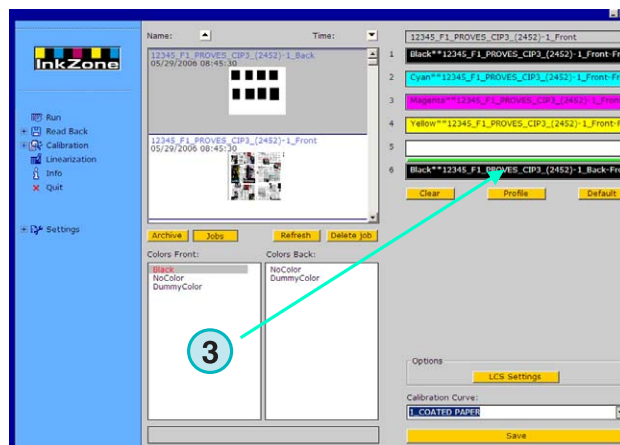 InkZone
Run
Read Back
Calibration
Linearization
Info
Quit
Settings
Name:
Time:
12345_F1_PROVES_CIP3_(2452)-1_Back
05/29/2006 08:45:30
12345_F1_PROVES_CIP3_(2452)-1_Front
05/29/2006 08:45:30
Archive
Jobs
Refresh
Delete job
Colors Front:
Colors Back:
Black
NoColor
DummyColor
NoColor
DummyColor
3
12345_F1_PROVES_CIP3_(2452)-1_Front
1 Black**12345_F1_PROVES_CIP3_(2452)-1_Front-Fr
2 Cyan**12345_F1_PROVES_CIP3_(2452)-1_Front-Fr
3 Magenta**12345_F1_PROVES_CIP3_(2452)-1_Front
4 Yellow**12345_F1_PROVES_CIP3_(2452)-1_Front-F
5
6 Black**12345_F1_PROVES_CIP3_(2452)-1_Back-Fro
Clear
Profile
Default
Options
LCS Settings
Calibration Curve:
1_COATED PAPER
Save